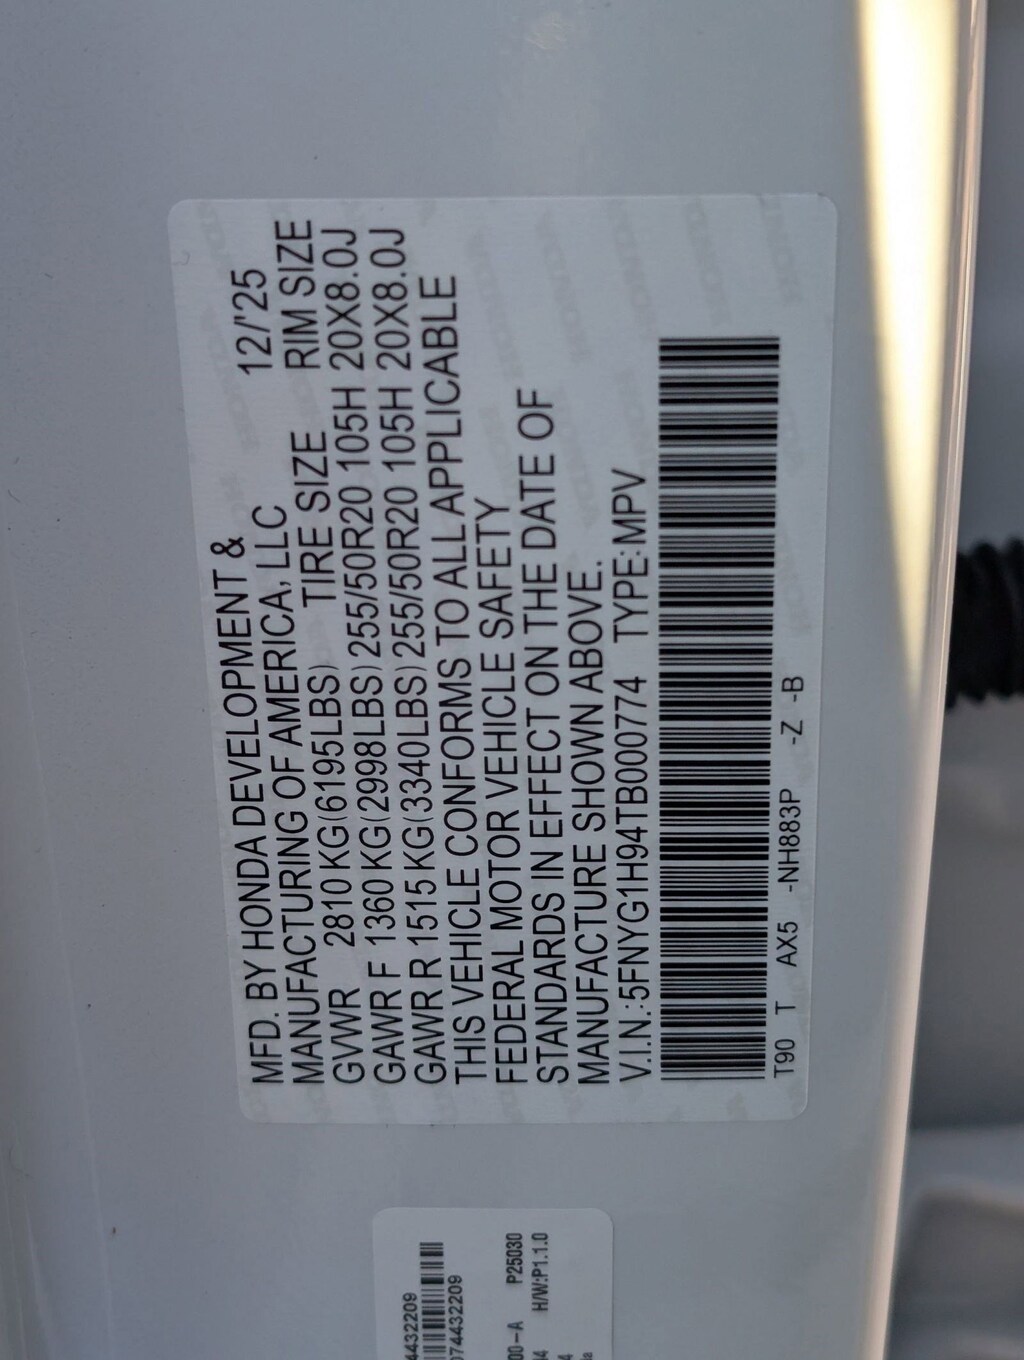 MFD. BY HONDA DEVELOPMENT & 12/'25
MANUFACTURING OF AMERICA, LLC
TIRE SIZE RIM SIZE
GVWR 2810 KG(6195LBS)
GAWR F 1360 KG(2998LBS) 255/50R20 105H 20X8.0J
GAWR R 1515 KG(3340LBS) 255/50R20 105H 20X8.0J
THIS VEHICLE CONFORMS TO ALL APPLICABLE
FEDERAL MOTOR VEHICLE SAFETY
STANDARDS IN EFFECT ON THE DATE OF
MANUFACTURE SHOWN ABOVE.
V.I.N.:5FNYG1H94TB000774 TYPE:MPV
T90 T AX5 -NH883P -Z -B
4432209
074432209
00-A P25030
H/W:P1.1.0